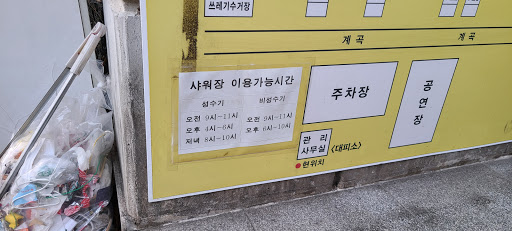 쓰레기수거장
계곡
계곡
샤워장 이용가능시간
성수기 비성수기
오전 9시~11시 오전 9시~11시
오후 4시~6시 오후 6시~10시
저녁 8시~10시
주차장
공연장
관리
사무실 <대피소>
현위치